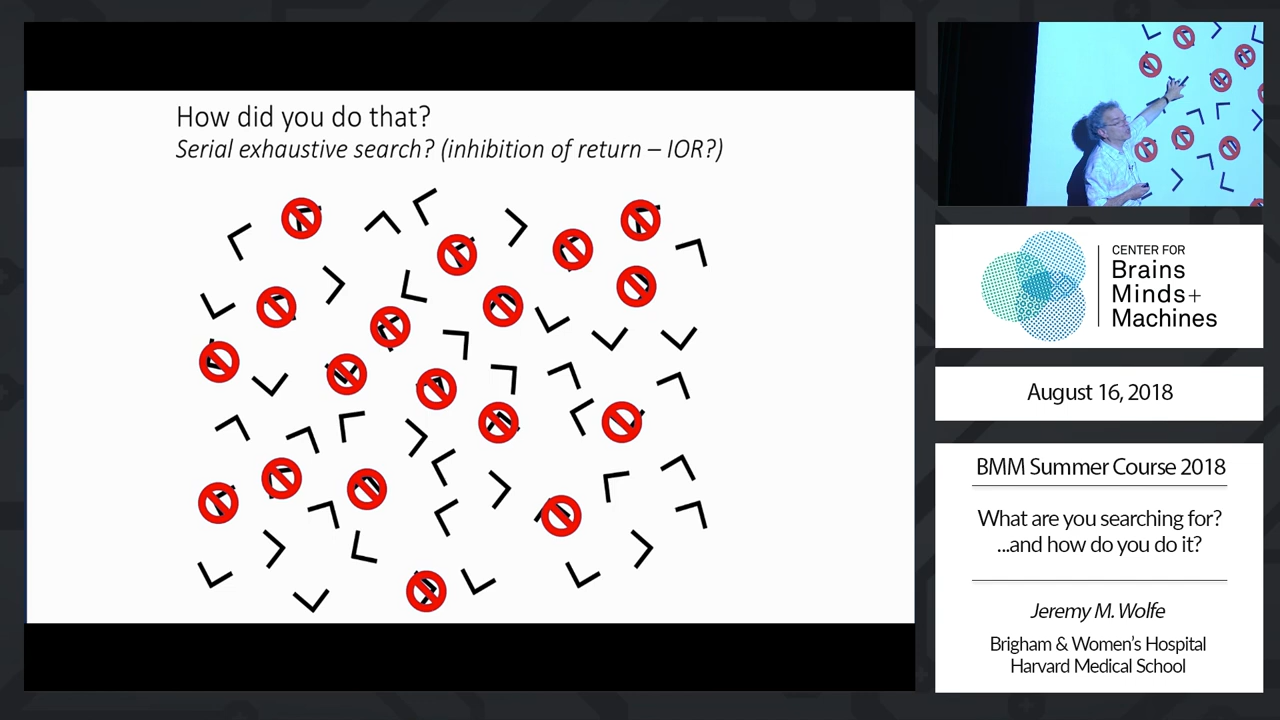 How did you do that?
Serial exhaustive search? (inhibition of return – IOR?)
CENTER FOR
Brains
Minds+
Machines
August 16, 2018
BMM Summer Course 2018
What are you searching for?
...and how do you do it?
Jeremy M. Wolfe
Brigham & Women's Hospital
Harvard Medical School